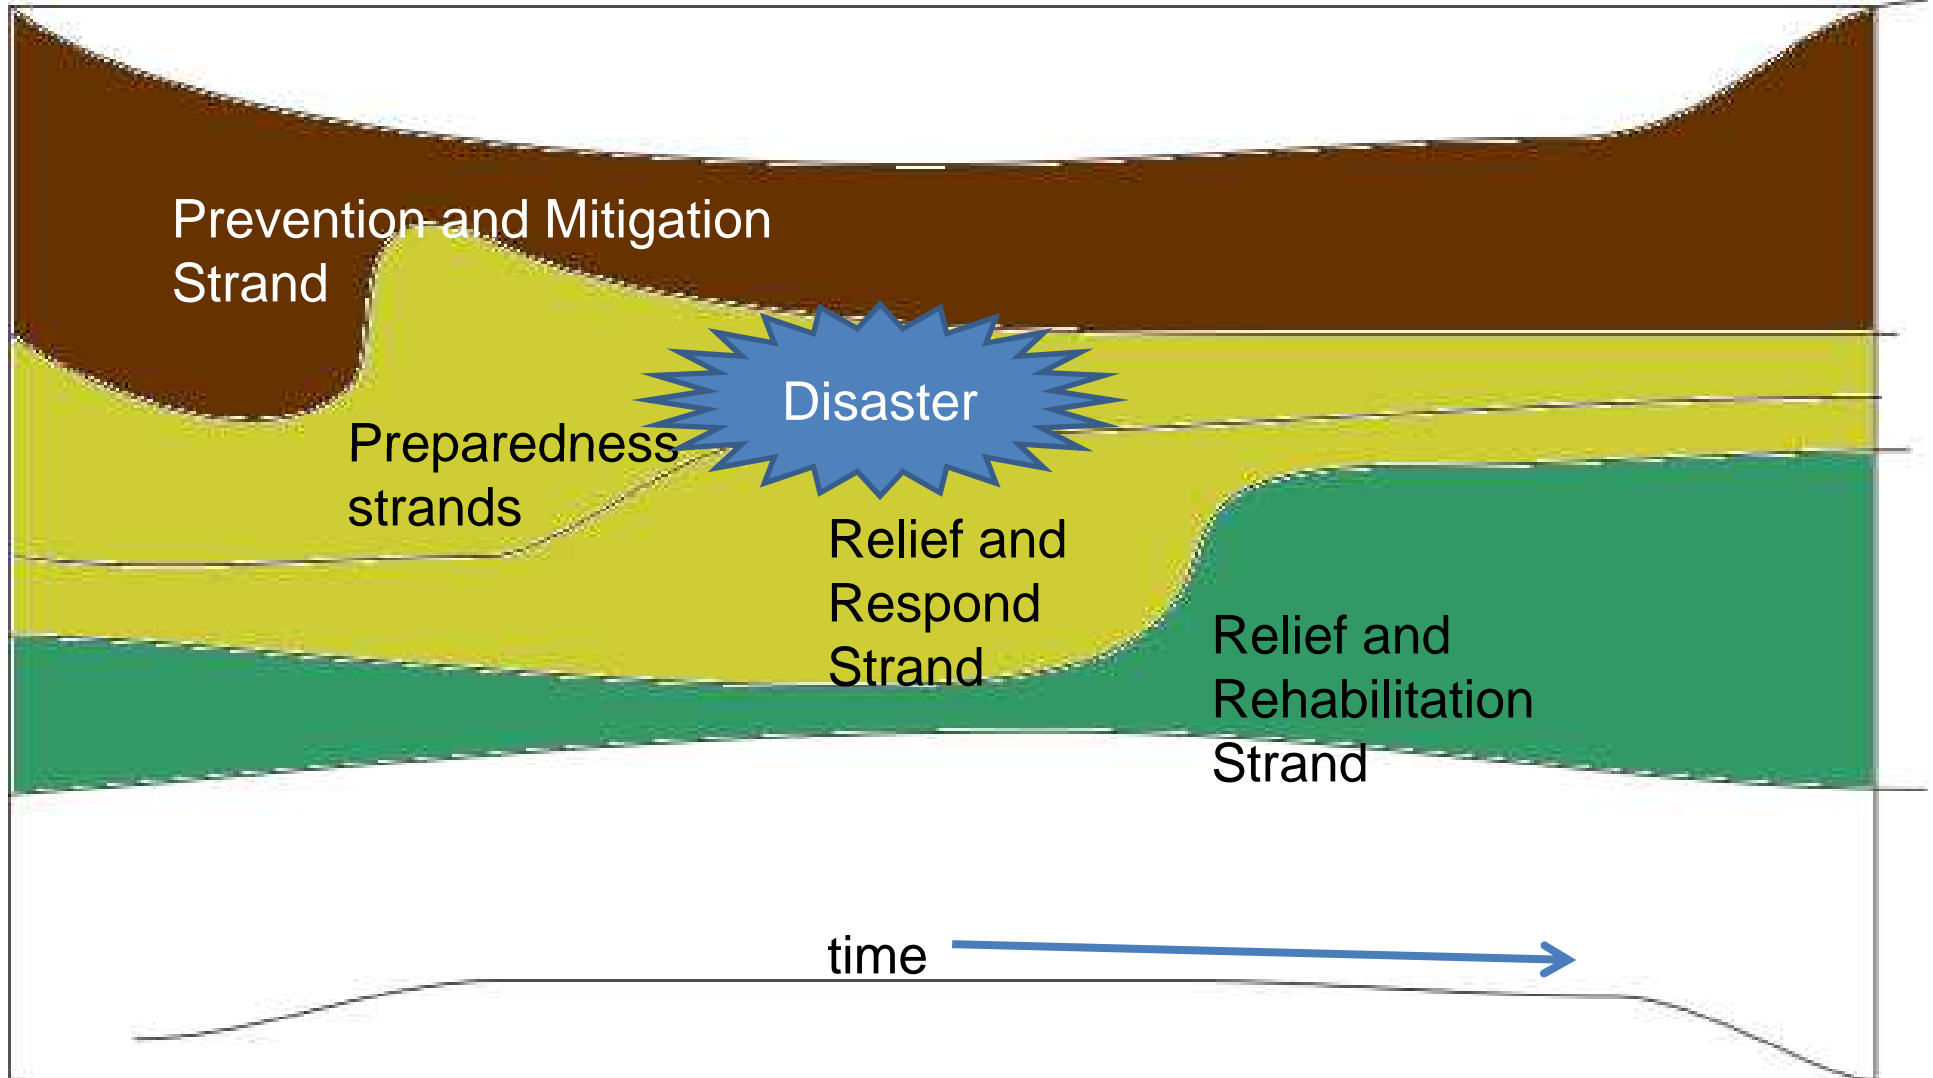 Prevention and Mitigation
Strand
Disaster
Preparedness
strands
Relief and
Respond
Strand
Relief and
Rehabilitation
Strand
time